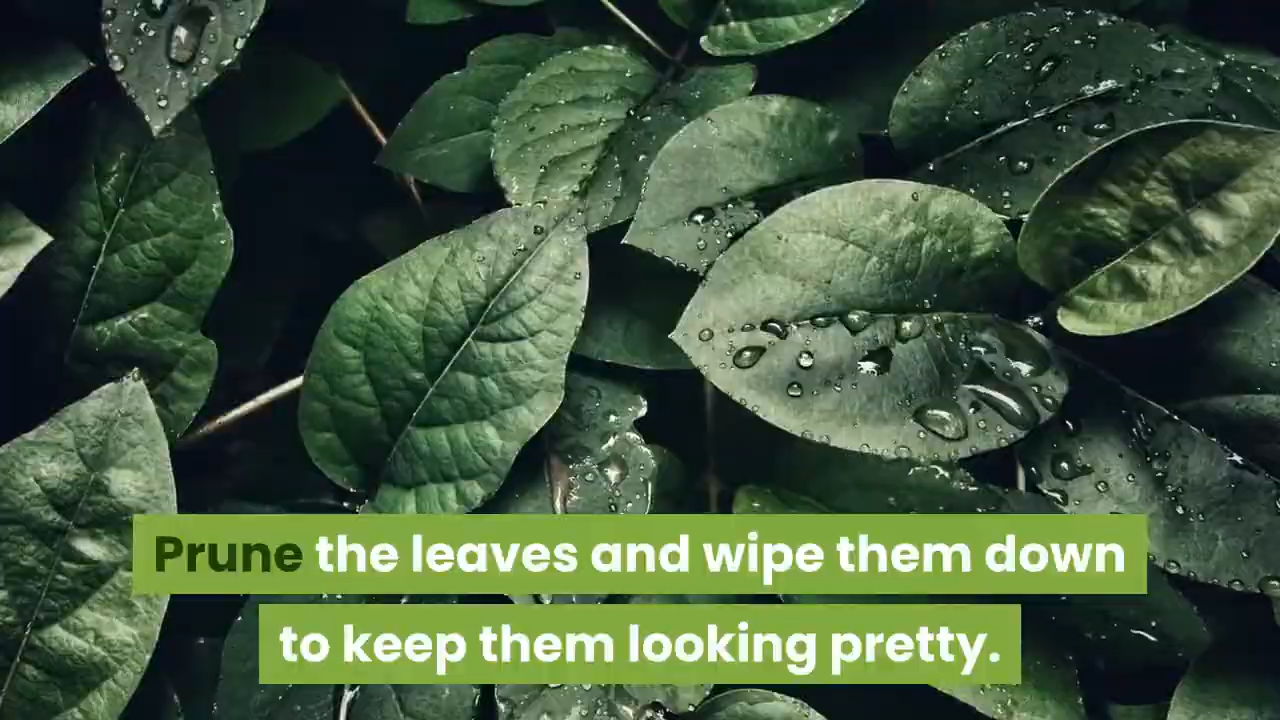 Prune the leaves and wipe them down
to keep them looking pretty.